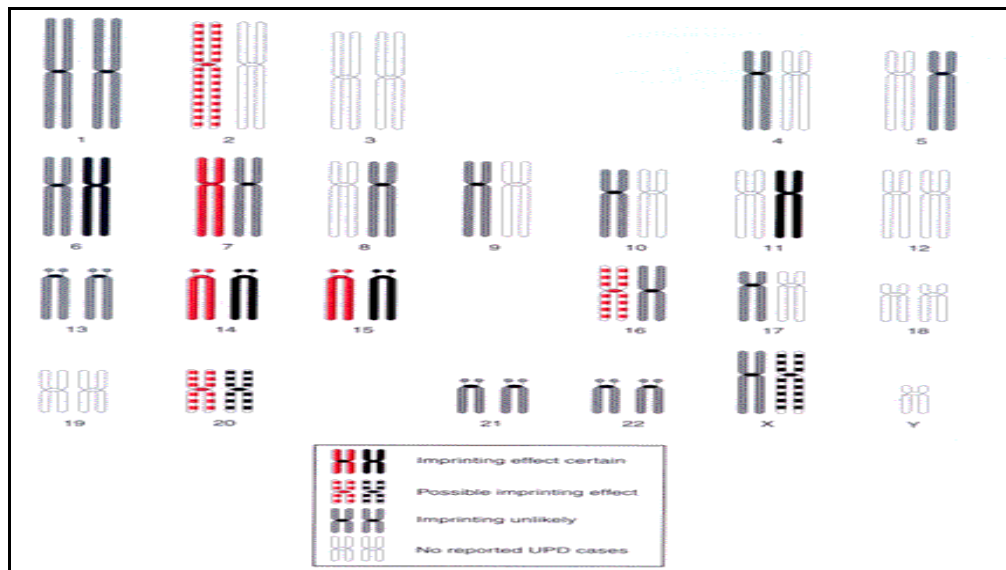 1 2 3 4 5
6 7 8 9 10 11 12
13 14 15 16 17 18
19 20 21 22 X Y
Imprinting effect certain
Possible imprinting effect
Imprinting unlikely
No reported UPD cases